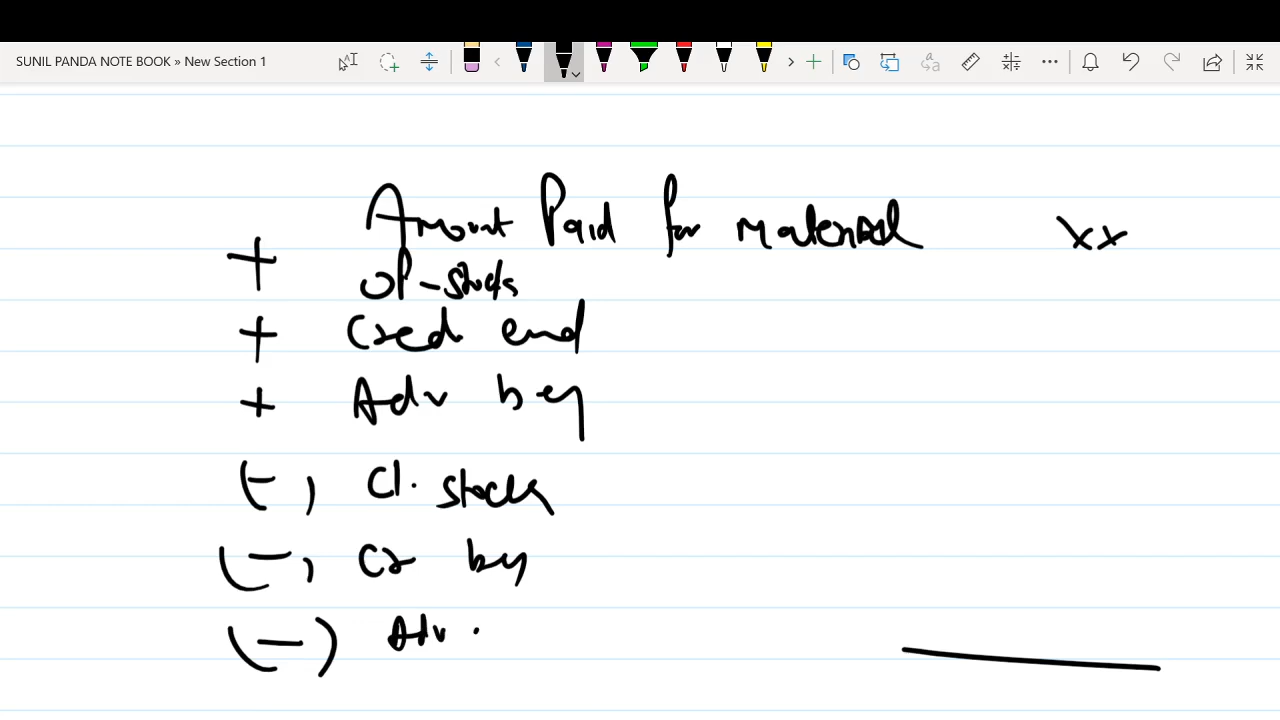 SUNIL PANDA NOTE BOOK » New Section 1
Amount Paid for Material xx
+ OP-stock
+ Cred end
+ Adv beg
(-) Cl. stock
(-) Cr beg
(-) Adv .